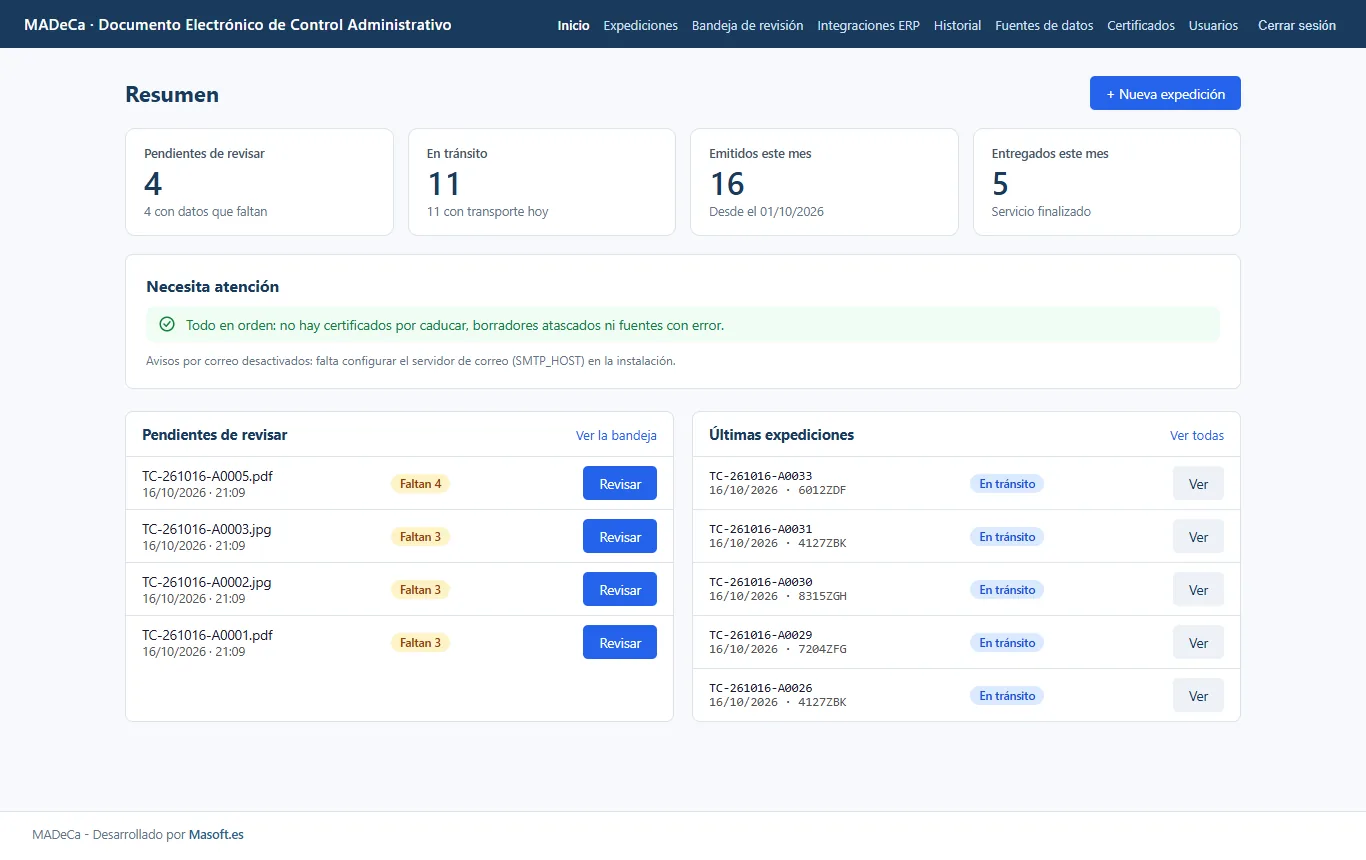 MADeCa · Documento Electrónico de Control Administrativo
Inicio Expediciones Bandeja de revisión Integraciones ERP Historial Fuentes de datos Certificados Usuarios Cerrar sesión
Resumen
+ Nueva expedición
Pendientes de revisar
4
4 con datos que faltan
En tránsito
11
11 con transporte hoy
Emitidos este mes
16
Desde el 01/10/2026
Entregados este mes
5
Servicio finalizado
Necesita atención
Todo en orden: no hay certificados por caducar, borradores atascados ni fuentes con error.
Avisos por correo desactivados: falta configurar el servidor de correo (SMTP_HOST) en la instalación.
Pendientes de revisar Ver la bandeja
TC-261016-A0005.pdf
16/10/2026 · 21:09
Faltan 4
Revisar
TC-261016-A0003.jpg
16/10/2026 · 21:09
Faltan 3
Revisar
TC-261016-A0002.jpg
16/10/2026 · 21:09
Faltan 3
Revisar
TC-261016-A0001.pdf
16/10/2026 · 21:09
Faltan 3
Revisar
Últimas expediciones Ver todas
TC-261016-A0033
16/10/2026 · 6012ZDF
En tránsito
Ver
TC-261016-A0031
16/10/2026 · 4127ZBK
En tránsito
Ver
TC-261016-A0030
16/10/2026 · 8315ZGH
En tránsito
Ver
TC-261016-A0029
16/10/2026 · 7204ZFG
En tránsito
Ver
TC-261016-A0026
16/10/2026 · 4127ZBK
En tránsito
Ver
MADeCa - Desarrollado por Masoft.es